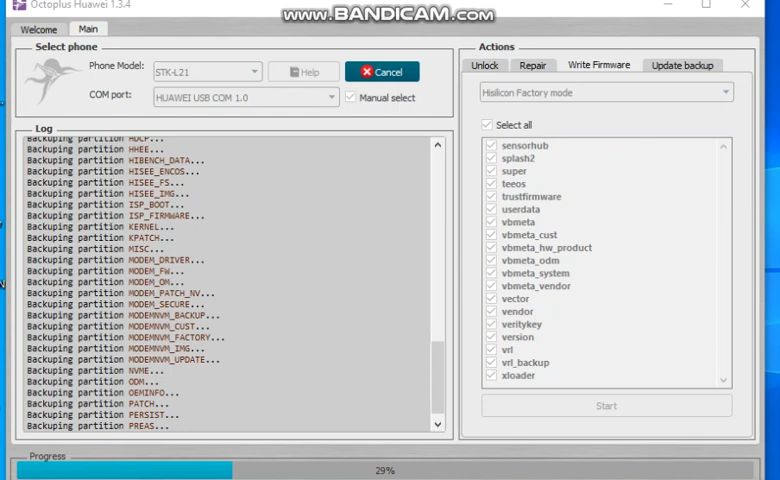 Octoplus Huawei 1.3.4
www.BANDICAM.com
Welcome
Main
Select phone
Phone Model:
STK-L21
Help
Cancel
COM port:
HUAWEI USB COM 1.0
Manual select
Log
Backuping partition HDCP...
Backuping partition HHEE...
Backuping partition HIBENCH_DATA...
Backuping partition HISEE_ENCOS...
Backuping partition HISEE_FS...
Backuping partition HISEE_IMG...
Backuping partition ISP_BOOT...
Backuping partition ISP_FIRMWARE...
Backuping partition KERNEL...
Backuping partition KPATCH...
Backuping partition MISC...
Backuping partition MODEM_DRIVER...
Backuping partition MODEM_FW...
Backuping partition MODEM_OM...
Backuping partition MODEM_PATCH_NV...
Backuping partition MODEM_SECURE...
Backuping partition MODEMNVM_BACKUP...
Backuping partition MODEMNVM_CUST...
Backuping partition MODEMNVM_FACTORY...
Backuping partition MODEMNVM_IMG...
Backuping partition MODEMNVM_UPDATE...
Backuping partition NVME...
Backuping partition ODM...
Backuping partition OEMINFO...
Backuping partition PATCH...
Backuping partition PERSIST...
Backuping partition PREAS...
Actions
Unlock
Repair
Write Firmware
Update backup
Hisilicon Factory mode
Select all
sensorhub
splash2
super
teeos
trustfirmware
userdata
vbmeta
vbmeta_cust
vbmeta_hw_product
vbmeta_odm
vbmeta_system
vbmeta_vendor
vector
vendor
veritykey
version
vrl
vrl_backup
xloader
Start
Progress
29%